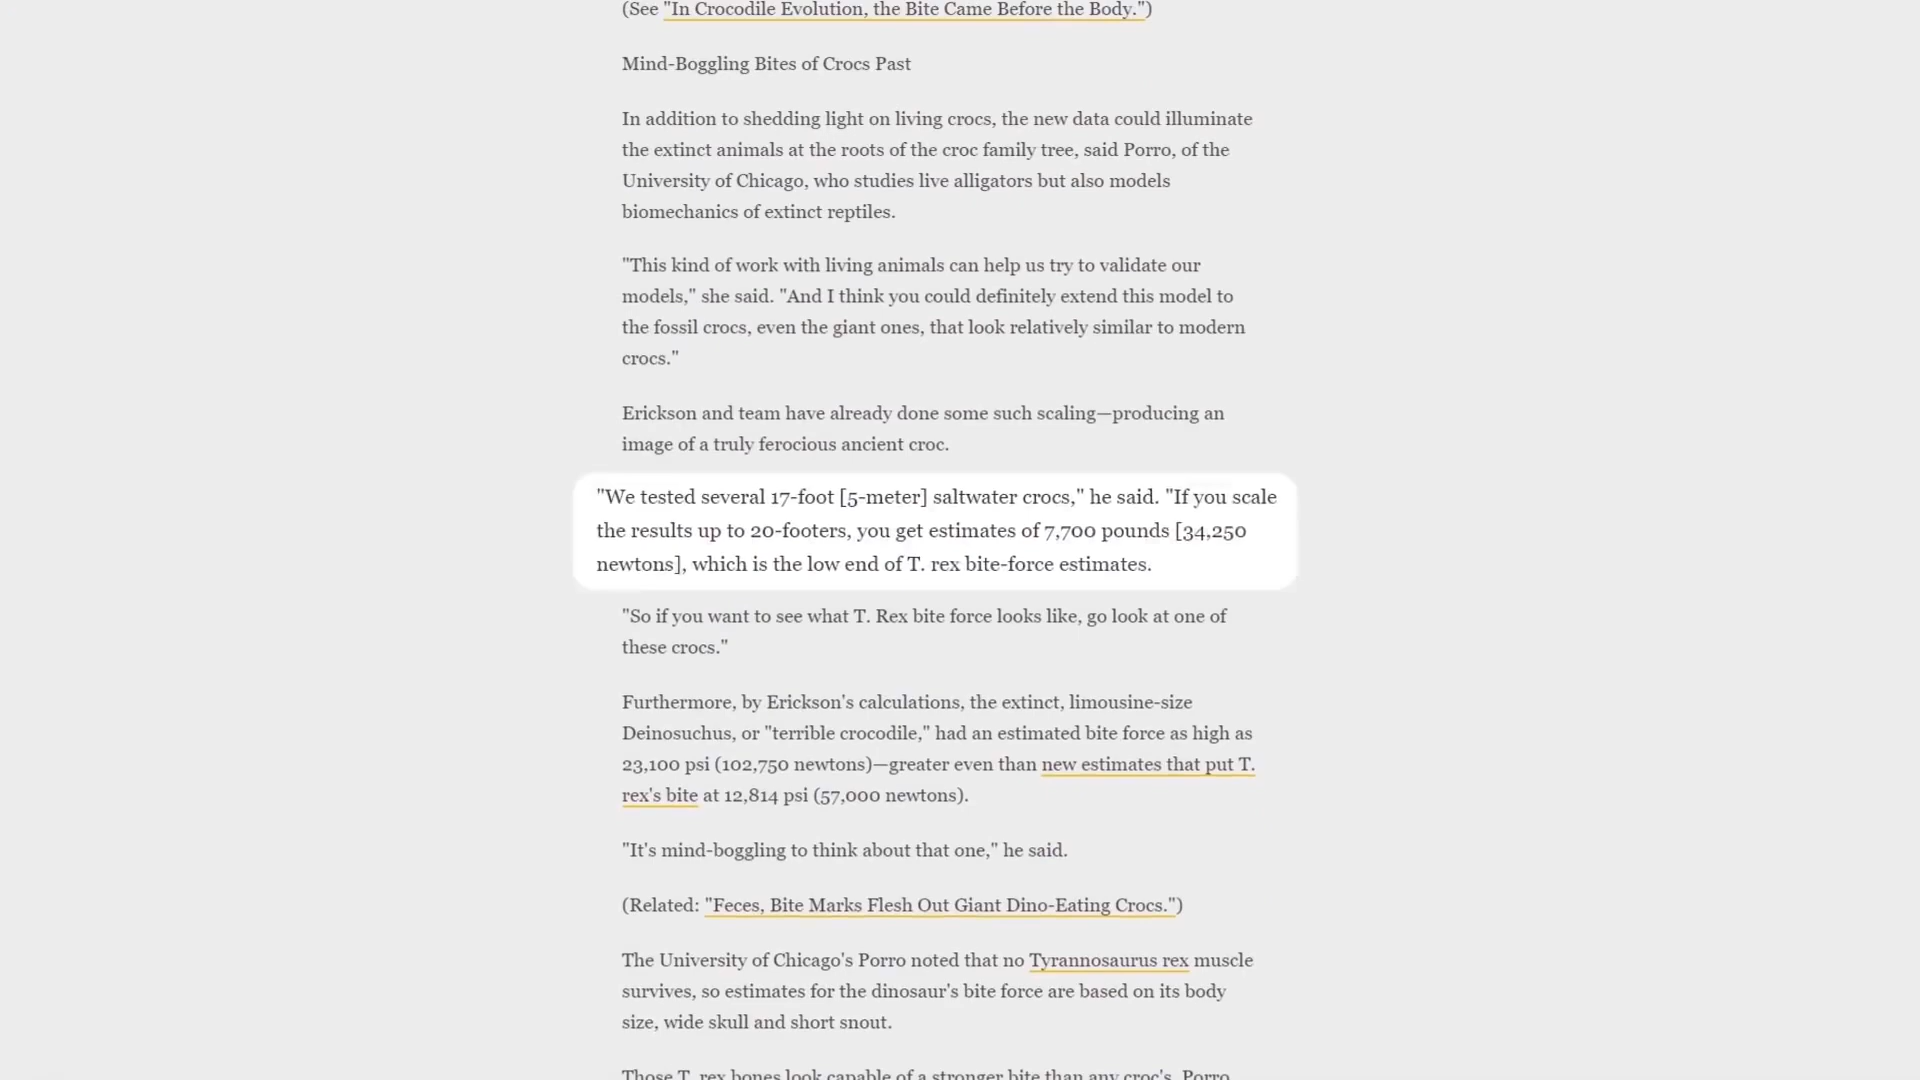 (See "In Crocodile Evolution, the Bite Came Before the Body.")
Mind-Boggling Bites of Crocs Past
In addition to shedding light on living crocs, the new data could illuminate
the extinct animals at the roots of the croc family tree, said Porro, of the
University of Chicago, who studies live alligators but also models
biomechanics of extinct reptiles.
"This kind of work with living animals can help us try to validate our
models," she said. "And I think you could definitely extend this model to
the fossil crocs, even the giant ones, that look relatively similar to modern
crocs."
Erickson and team have already done some such scaling—producing an
image of a truly ferocious ancient croc.
"We tested several 17-foot [5-meter] saltwater crocs," he said. "If you scale
the results up to 20-footers, you get estimates of 7,700 pounds [34,250
newtons], which is the low end of T. rex bite-force estimates.
"So if you want to see what T. Rex bite force looks like, go look at one of
these crocs."
Furthermore, by Erickson's calculations, the extinct, limousine-size
Deinosuchus, or "terrible crocodile," had an estimated bite force as high as
23,100 psi (102,750 newtons)—greater even than new estimates that put T.
rex's bite at 12,814 psi (57,000 newtons).
"It's mind-boggling to think about that one," he said.
(Related: "Feces, Bite Marks Flesh Out Giant Dino-Eating Crocs.")
The University of Chicago's Porro noted that no Tyrannosaurus rex muscle
survives, so estimates for the dinosaur's bite force are based on its body
size, wide skull and short snout.
Those T. rex bones look capable of a stronger bite than any croc's, Porro